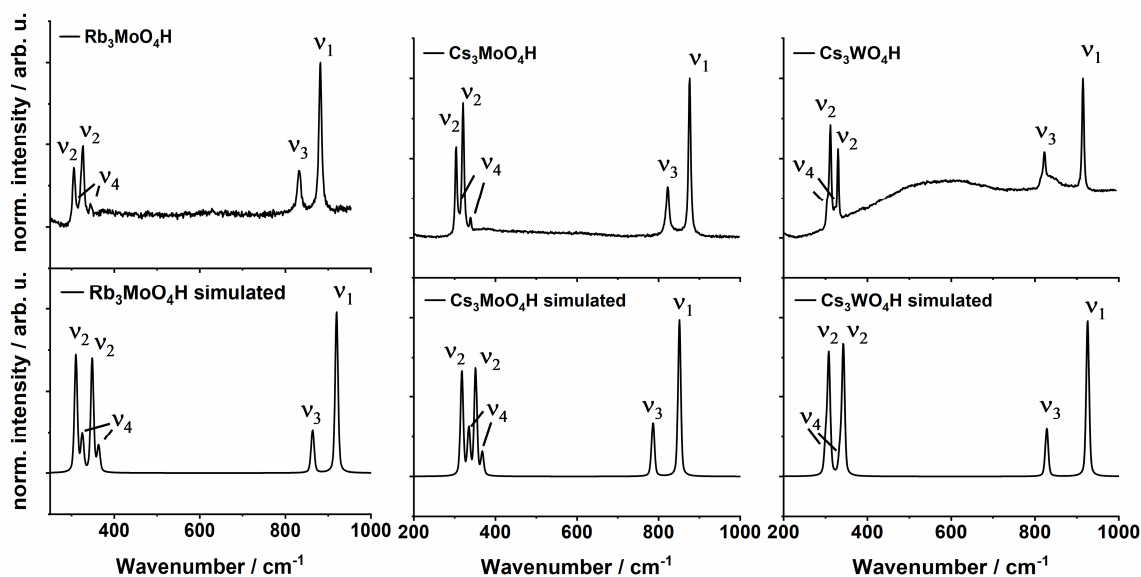 norm. intensity / arb. u.
Rb₃MoO₄H
ν₂
ν₂
ν₄
ν₃
ν₁
Cs₃MoO₄H
ν₂
ν₂
ν₄
ν₃
ν₁
Cs₃WO₄H
ν₄
ν₂
ν₂
ν₃
ν₁
norm. intensity / arb. u.
Rb₃MoO₄H simulated
ν₂ ν₂
ν₄
ν₃
ν₁
400 600 800 1000
Wavenumber / cm⁻¹
Cs₃MoO₄H simulated
ν₂ ν₂
ν₄
ν₃
ν₁
200 400 600 800 1000
Wavenumber / cm⁻¹
Cs₃WO₄H simulated
ν₂ ν₂
ν₄
ν₃
ν₁
200 400 600 800 1000
Wavenumber / cm⁻¹